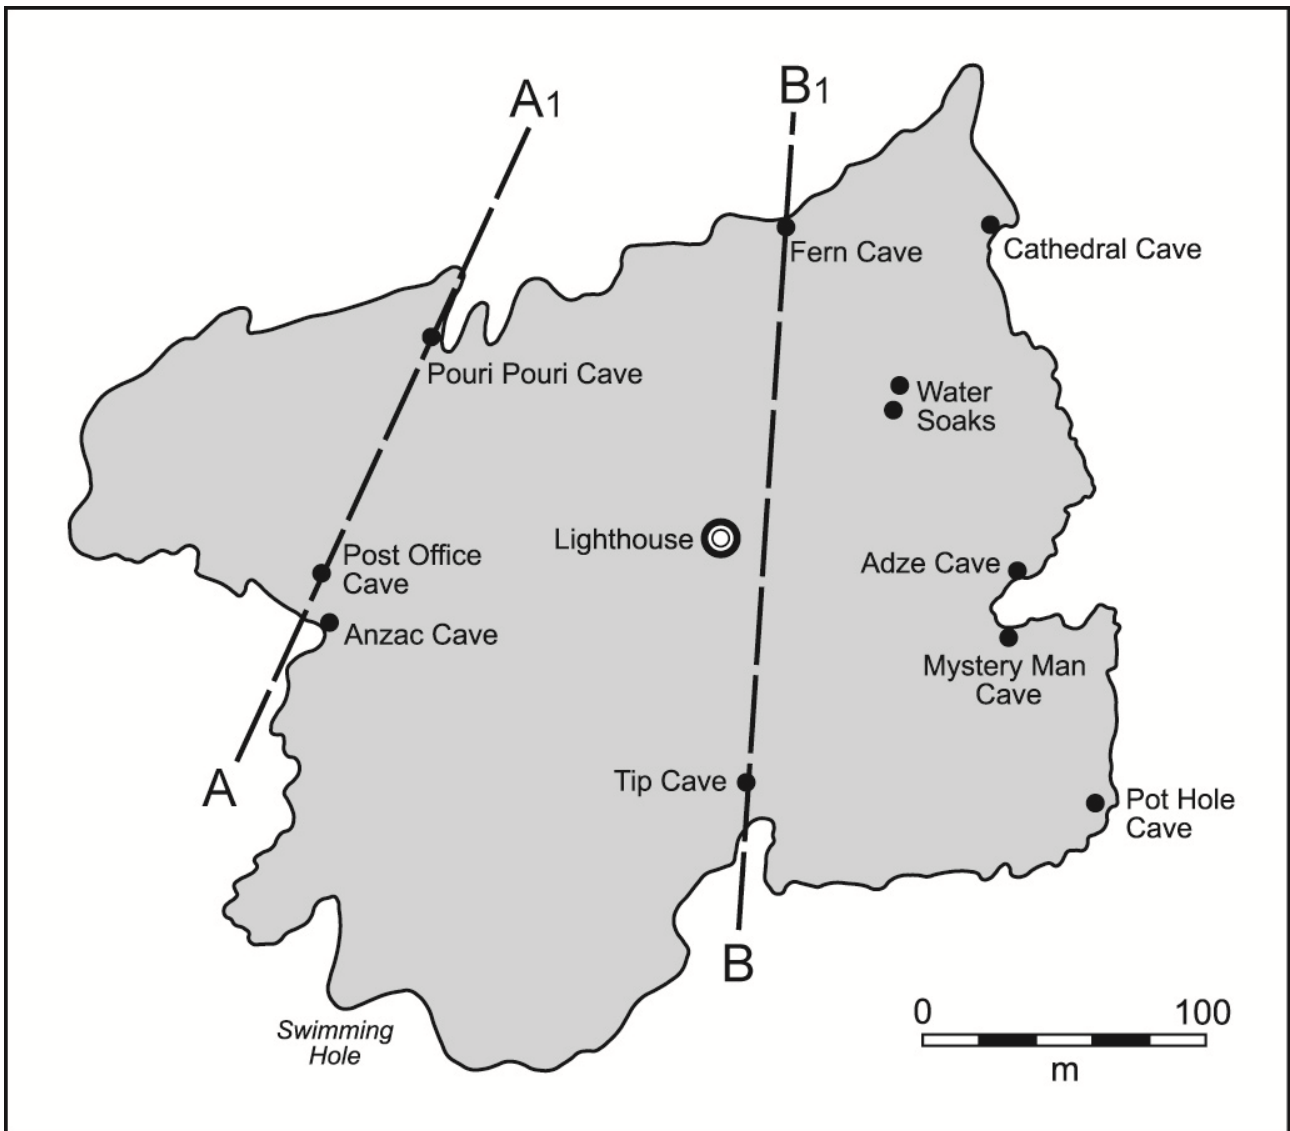 A1
B1
Fern Cave
Cathedral Cave
Pouri Pouri Cave
Water
Soaks
Lighthouse
Post Office
Cave
Adze Cave
Anzac Cave
Mystery Man
Cave
A
Tip Cave
Pot Hole
Cave
B
Swimming
Hole
0 100
m